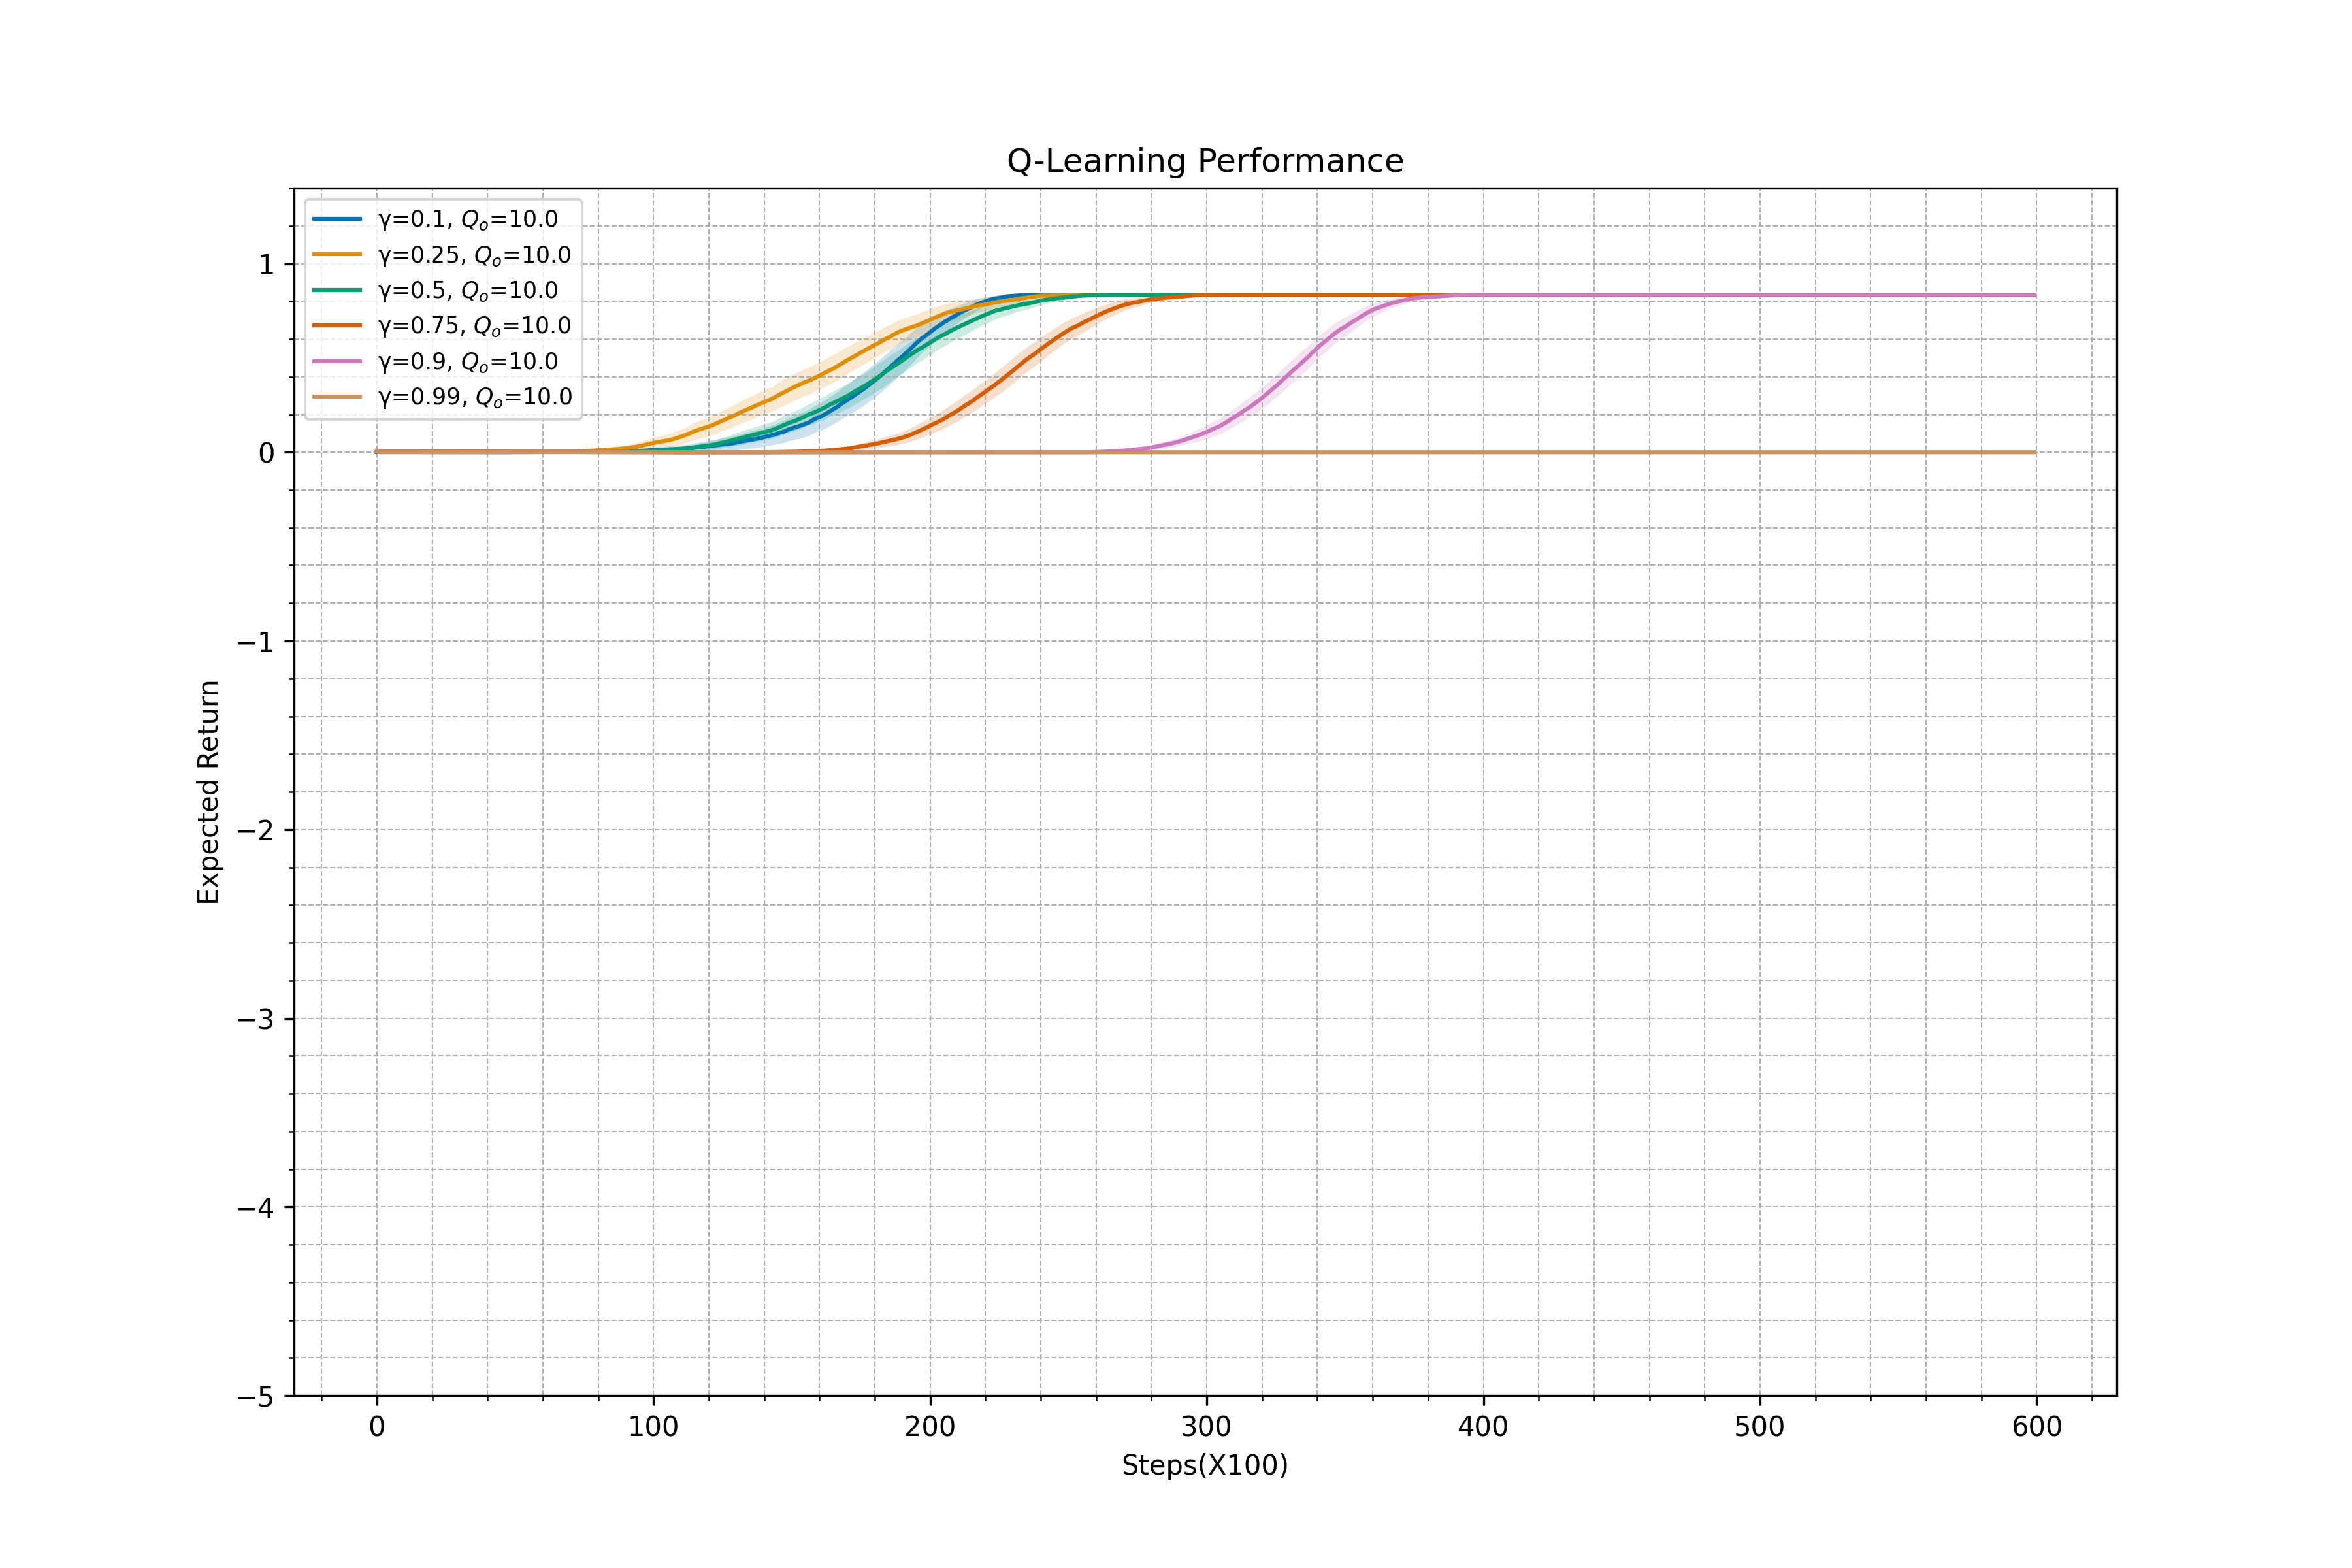 Q-Learning Performance
γ=0.1, Qₒ=10.0
γ=0.25, Qₒ=10.0
γ=0.5, Qₒ=10.0
γ=0.75, Qₒ=10.0
γ=0.9, Qₒ=10.0
γ=0.99, Qₒ=10.0
1
0
−1
−2
−3
−4
−5
Expected Return
0 100 200 300 400 500 600
Steps(X100)